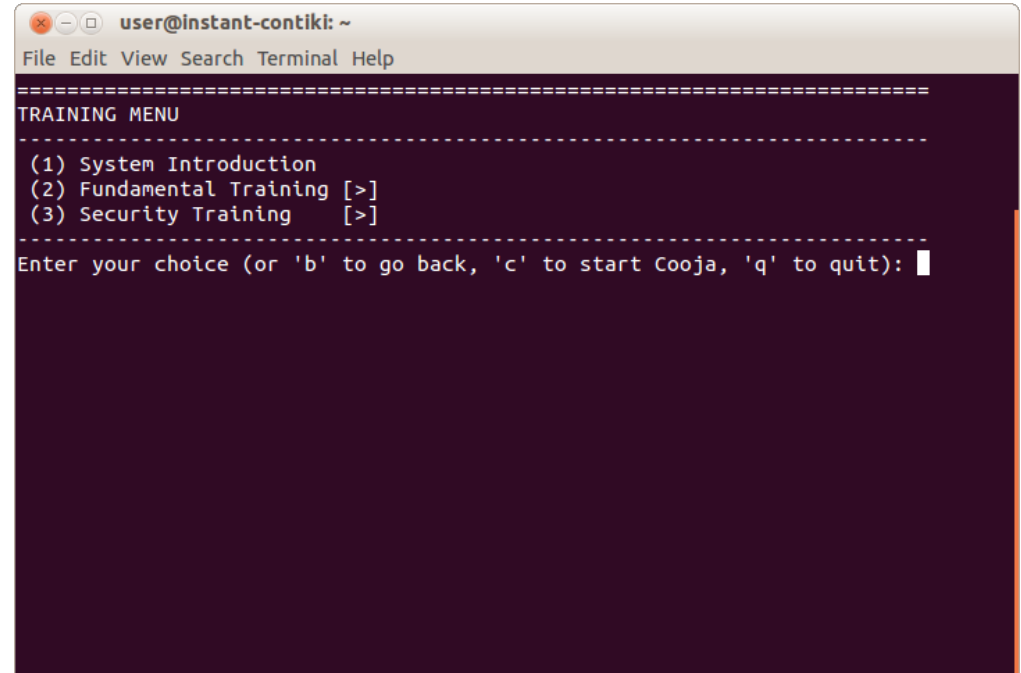 user@instant-contiki: ~
File Edit View Search Terminal Help
=========================================================================
TRAINING MENU
-------------------------------------------------------------------------
(1) System Introduction
(2) Fundamental Training [>]
(3) Security Training    [>]
-------------------------------------------------------------------------
Enter your choice (or 'b' to go back, 'c' to start Cooja, 'q' to quit):